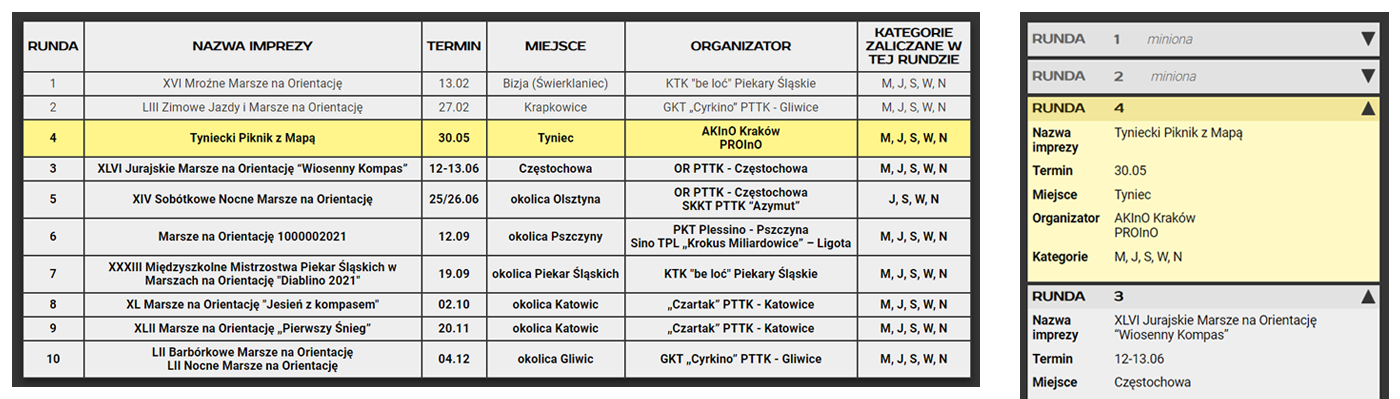 RUNDA NAZWA IMPREZY TERMIN MIEJSCE ORGANIZATOR KATEGORIE ZALICZANE W TEJ RUNDZIE
1 XVI Mroźne Marsze na Orientację 13.02 Bizja (Świerklaniec) KTK "be loć" Piekary Śląskie M, J, S, W, N
2 LIII Zimowe Jazdy i Marsze na Orientację 27.02 Krapkowice GKT „Cyrkino” PTTK - Gliwice M, J, S, W, N
4 Tyniecki Piknik z Mapą 30.05 Tyniec AKInO Kraków M, J, S, W, N
PROInO
3 XLVI Jurajskie Marsze na Orientację “Wiosenny Kompas” 12-13.06 Częstochowa OR PTTK - Częstochowa M, J, S, W, N
5 XIV Sobótkowe Nocne Marsze na Orientację 25/26.06 okolica Olsztyna OR PTTK - Częstochowa J, S, W, N
SKKT PTTK “Azymut”
6 Marsze na Orientację 1000002021 12.09 okolica Pszczyny PKT Plessino - Pszczyna M, J, S, W, N
Sino TPL „Krokus Miliardowice” – Ligota
7 XXXIII Międzyszkolne Mistrzostwa Piekar Śląskich w 19.09 okolica Piekar Śląskich KTK "be loć" Piekary Śląskie M, J, S, W, N
Marszach na Orientację "Diablino 2021"
8 XL Marsze na Orientację "Jesień z kompasem" 02.10 okolica Katowic „Czartak” PTTK - Katowice M, J, S, W, N
9 XLII Marsze na Orientację „Pierwszy Śnieg” 20.11 okolica Katowic „Czartak” PTTK - Katowice M, J, S, W, N
10 LII Barbórkowe Marsze na Orientację 04.12 okolica Gliwic GKT „Cyrkino” PTTK - Gliwice M, J, S, W, N
LII Nocne Marsze na Orientację
RUNDA 1 miniona
RUNDA 2 miniona
RUNDA 4
Nazwa imprezy Tyniecki Piknik z Mapą
Termin 30.05
Miejsce Tyniec
Organizator AKInO Kraków
PROInO
Kategorie M, J, S, W, N
RUNDA 3
Nazwa imprezy XLVI Jurajskie Marsze na Orientację
“Wiosenny Kompas”
Termin 12-13.06
Miejsce Częstochowa